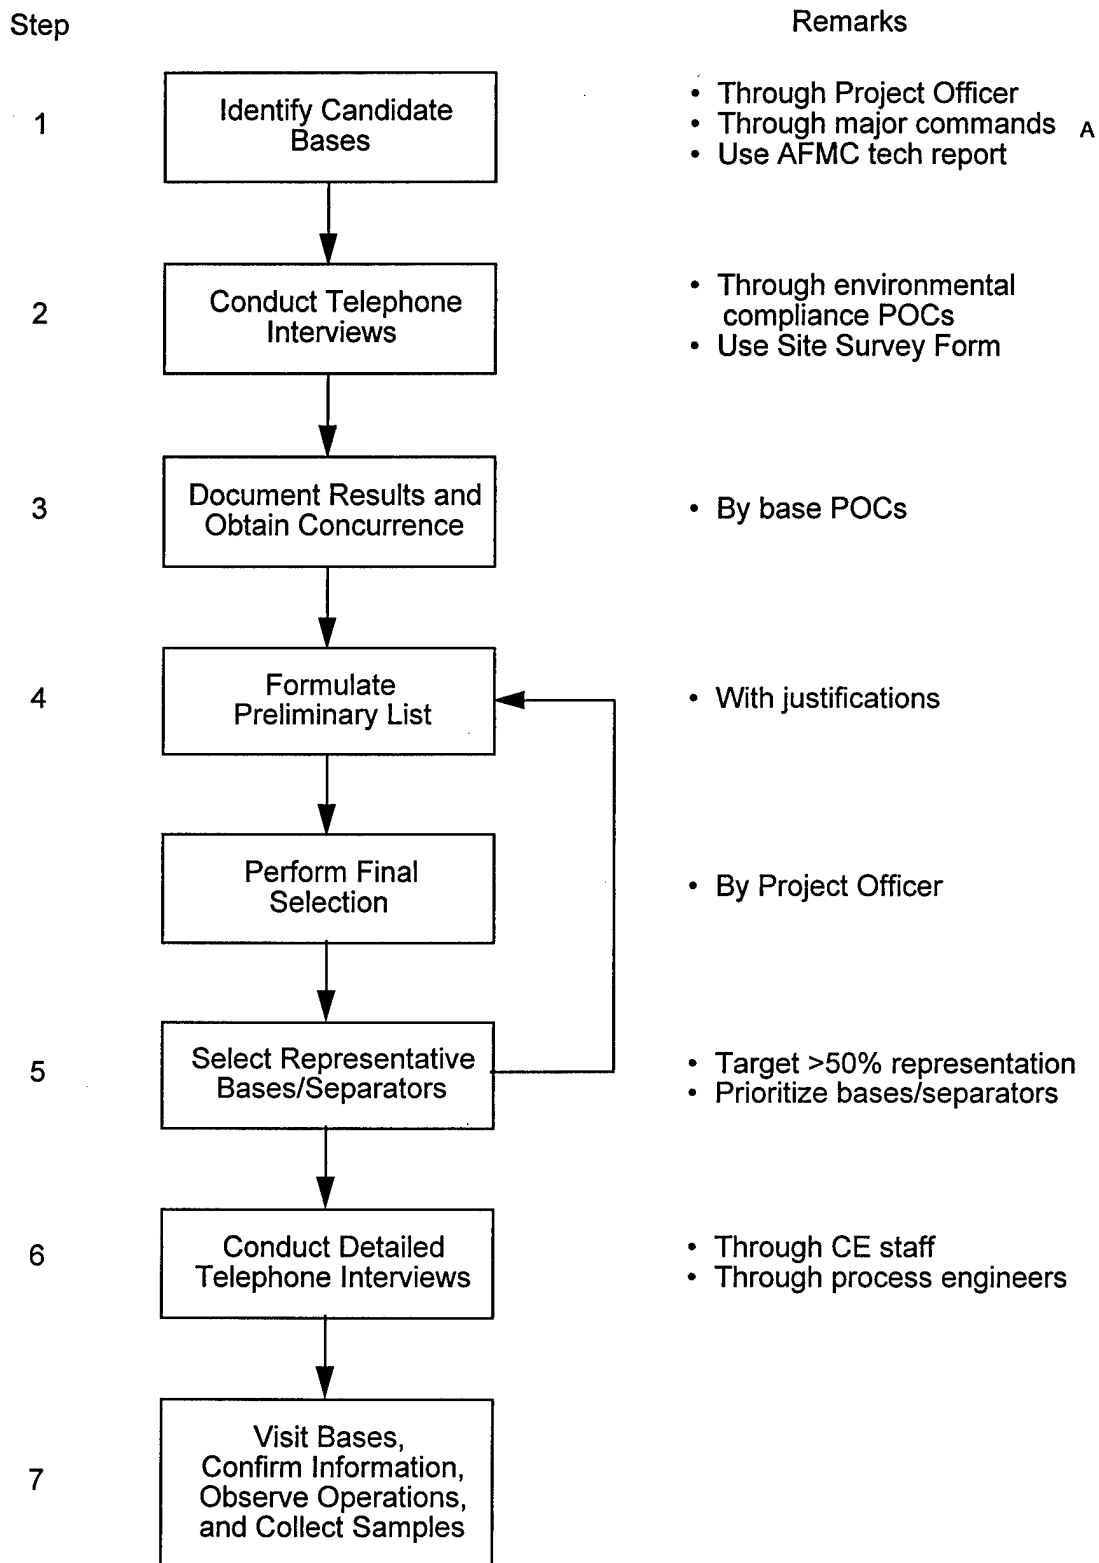 Step
Remarks
1
Identify Candidate
Bases
• Through Project Officer
• Through major commands
A
• Use AFMC tech report
2
Conduct Telephone
Interviews
• Through environmental
compliance POCs
• Use Site Survey Form
3
Document Results and
Obtain Concurrence
• By base POCs
4
Formulate
Preliminary List
• With justifications
Perform Final
Selection
• By Project Officer
5
Select Representative
Bases/Separators
• Target >50% representation
• Prioritize bases/separators
6
Conduct Detailed
Telephone Interviews
• Through CE staff
• Through process engineers
7
Visit Bases,
Confirm Information,
Observe Operations,
and Collect Samples